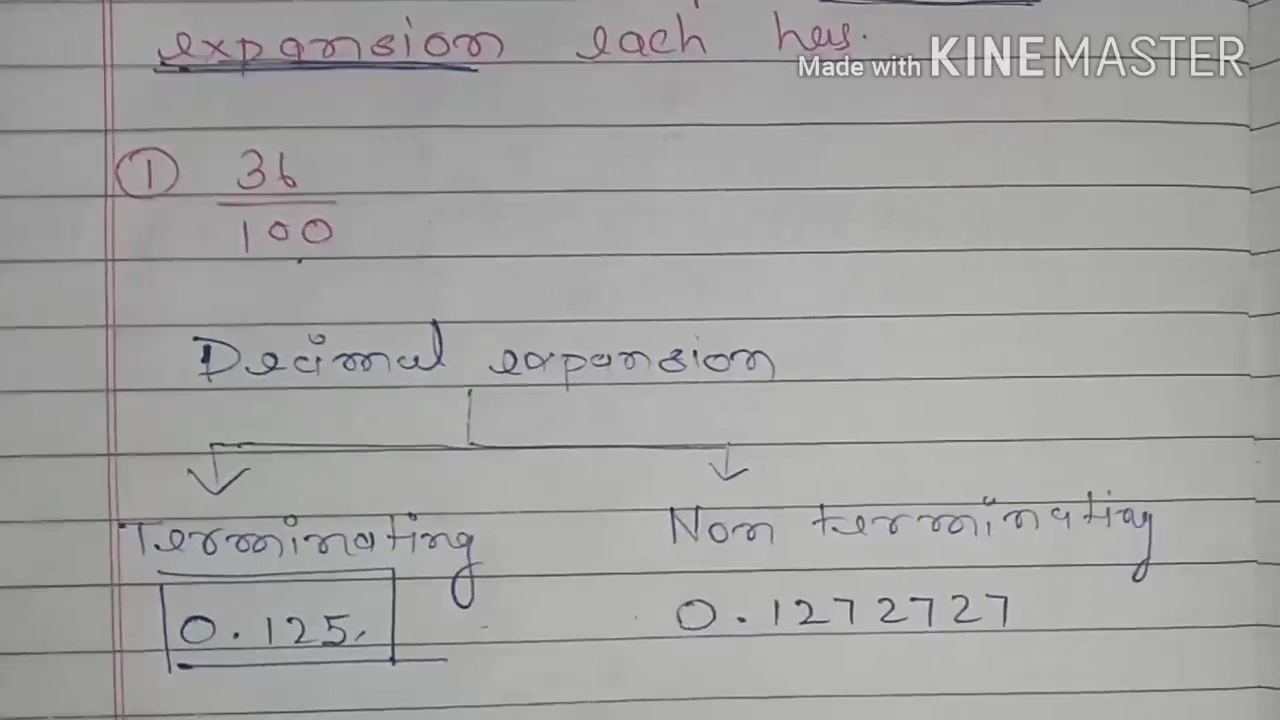 expansion each has.
Made with KINEMASTER
① 36
100
Decimal expansion
Terminating Non terminating
0.125. 0.1272727